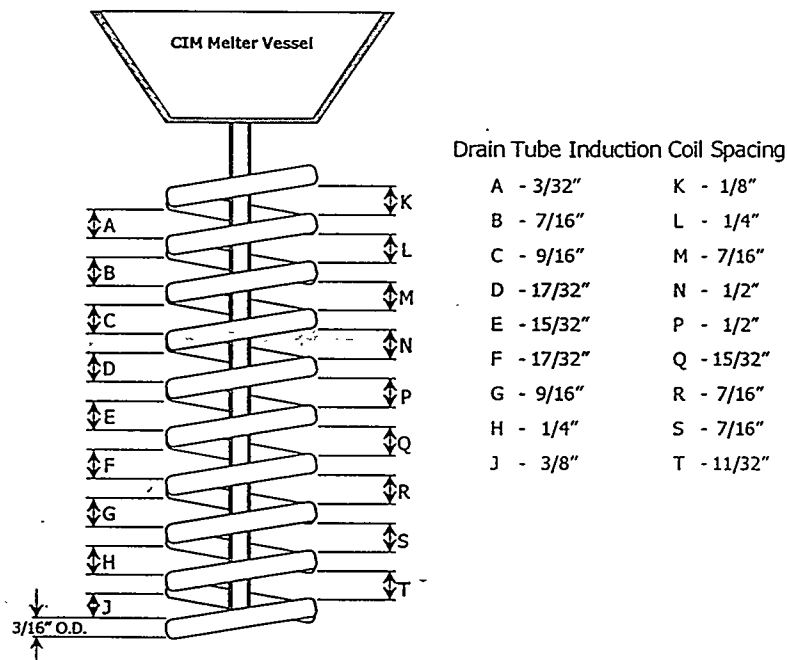 CIM Melter Vessel
Drain Tube Induction Coil Spacing
A - 3/32" K - 1/8"
B - 7/16" L - 1/4"
C - 9/16" M - 7/16"
D - 17/32" N - 1/2"
E - 15/32" P - 1/2"
F - 17/32" Q - 15/32"
G - 9/16" R - 7/16"
H - 1/4" S - 7/16"
J - 3/8" T - 11/32"
K
A
L
B
M
C
N
D
P
E
Q
F
R
G
S
H
T
J
3/16" O.D.